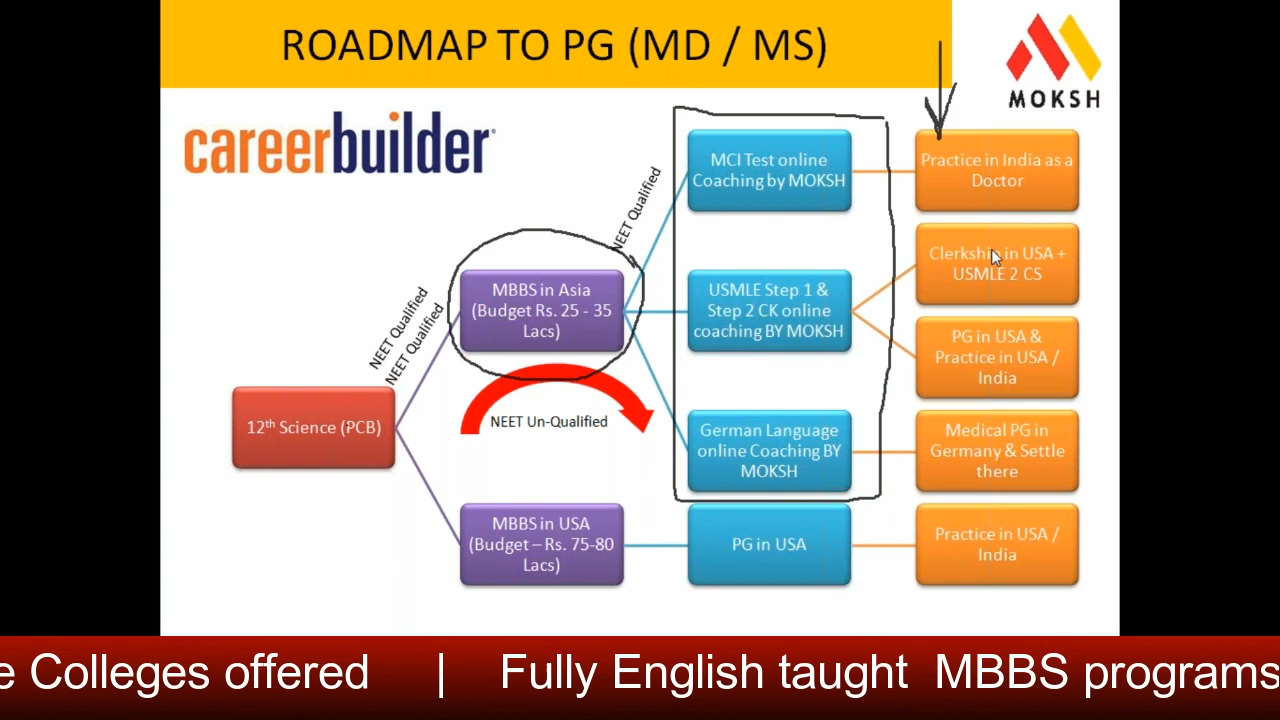 ROADMAP TO PG (MD / MS)
MOKSH
careerbuilder
NEET Qualified
NEET Qualified
NEET Qualified
12th Science (PCB)
MBBS in Asia
(Budget Rs. 25 - 35
Lacs)
NEET Un-Qualified
MBBS in USA
(Budget – Rs. 75-80
Lacs)
MCI Test online
Coaching by MOKSH
USMLE Step 1 &
Step 2 CK online
coaching BY MOKSH
German Language
online Coaching BY
MOKSH
PG in USA
Practice in India as a
Doctor
Clerkship in USA +
USMLE 2 CS
PG in USA &
Practice in USA /
India
Medical PG in
Germany & Settle
there
Practice in USA /
India
e Colleges offered | Fully English taught MBBS programs